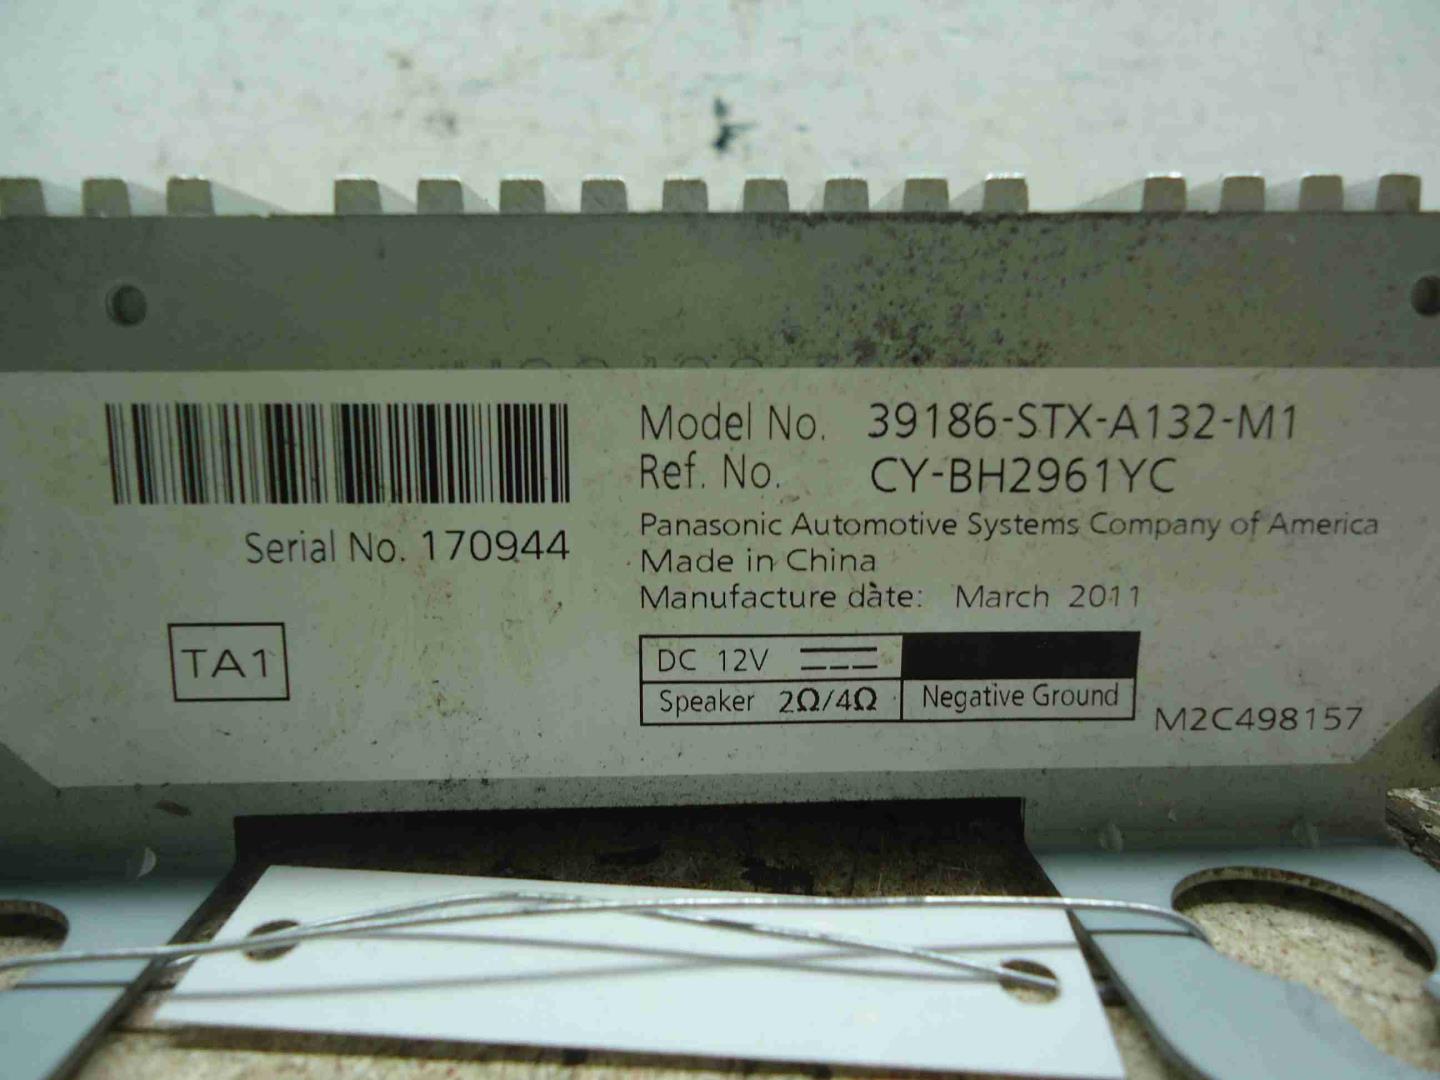 Model No. 39186-STX-A132-M1
Ref. No. CY-BH2961YC
Serial No. 170944
Panasonic Automotive Systems Company of America
Made in China
Manufacture date: March 2011
TA1
DC 12V
Speaker 2Ω/4Ω
Negative Ground
M2C498157